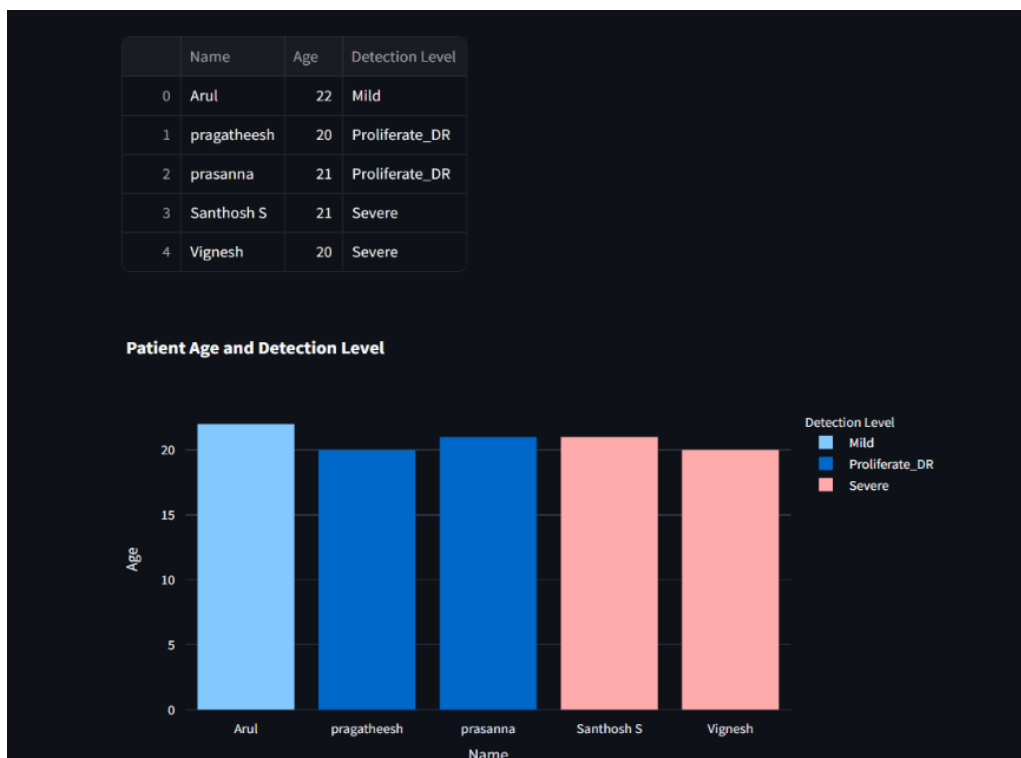 Name Age Detection Level
0 Arul 22 Mild
1 pragatheesh 20 Proliferate_DR
2 prasanna 21 Proliferate_DR
3 Santhosh S 21 Severe
4 Vignesh 20 Severe
Patient Age and Detection Level
Detection Level
Mild
Proliferate_DR
Severe
Age
20
15
10
5
0
Arul pragatheesh prasanna Santhosh S Vignesh
Name